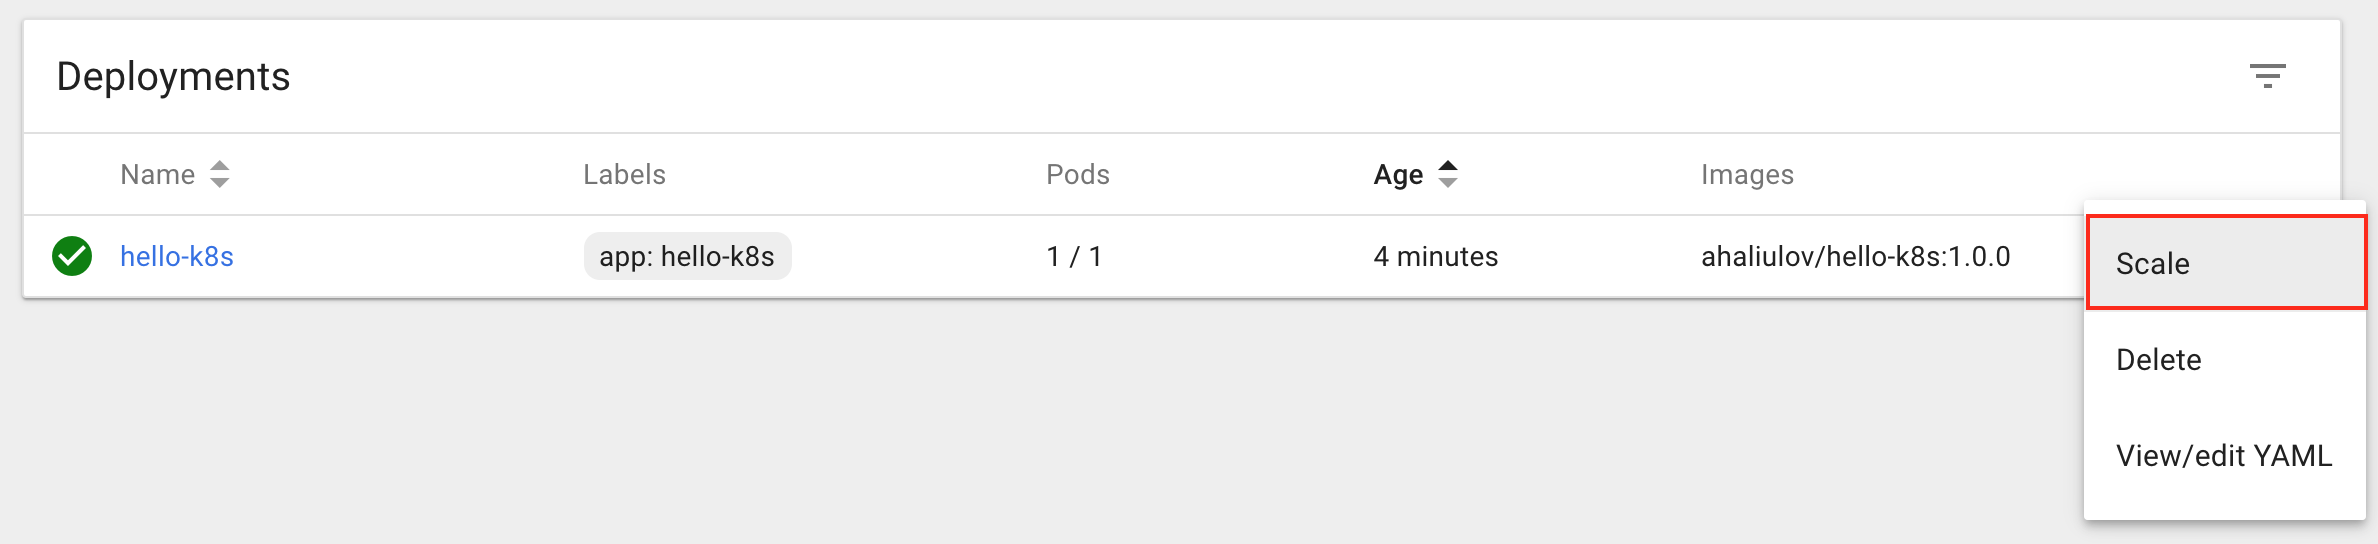 Deployments
Name Labels Pods Age Images
hello-k8s app: hello-k8s 1 / 1 4 minutes ahaliulov/hello-k8s:1.0.0
Scale
Delete
View/edit YAML